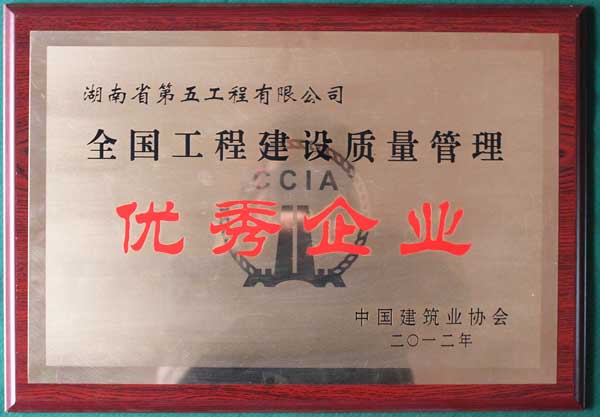 湖南省第五工程有限公司
全国工程建设质量管理
CCIA
优秀企业
中国建筑业协会
二〇一二年